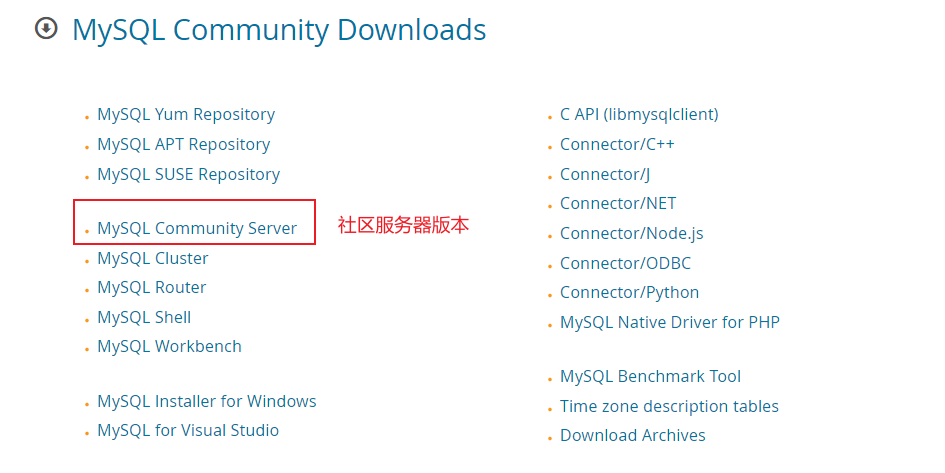 MySQL Community Downloads
MySQL Yum Repository
MySQL APT Repository
MySQL SUSE Repository
MySQL Community Server
社区服务器版本
MySQL Cluster
MySQL Router
MySQL Shell
MySQL Workbench
MySQL Installer for Windows
MySQL for Visual Studio
C API (libmysqlclient)
Connector/C++
Connector/J
Connector/NET
Connector/Node.js
Connector/ODBC
Connector/Python
MySQL Native Driver for PHP
MySQL Benchmark Tool
Time zone description tables
Download Archives